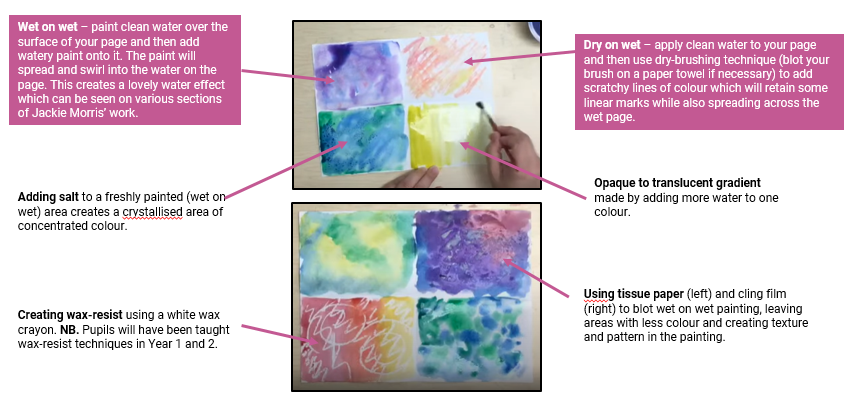 Wet on wet – paint clean water over the
surface of your page and then add
watery paint onto it. The paint will
spread and swirl into the water on the
page. This creates a lovely water effect
which can be seen on various sections
of Jackie Morris’ work.
Dry on wet – apply clean water to your page
and then use dry-brushing technique (blot your
brush on a paper towel if necessary) to add
scratchy lines of colour which will retain some
linear marks while also spreading across the
wet page.
Adding salt to a freshly painted (wet on
wet) area creates a crystallised area of
concentrated colour.
Opaque to translucent gradient
made by adding more water to one
colour.
Creating wax-resist using a white wax
crayon. NB. Pupils will have been taught
wax-resist techniques in Year 1 and 2.
Using tissue paper (left) and cling film
(right) to blot wet on wet painting, leaving
areas with less colour and creating texture
and pattern in the painting.